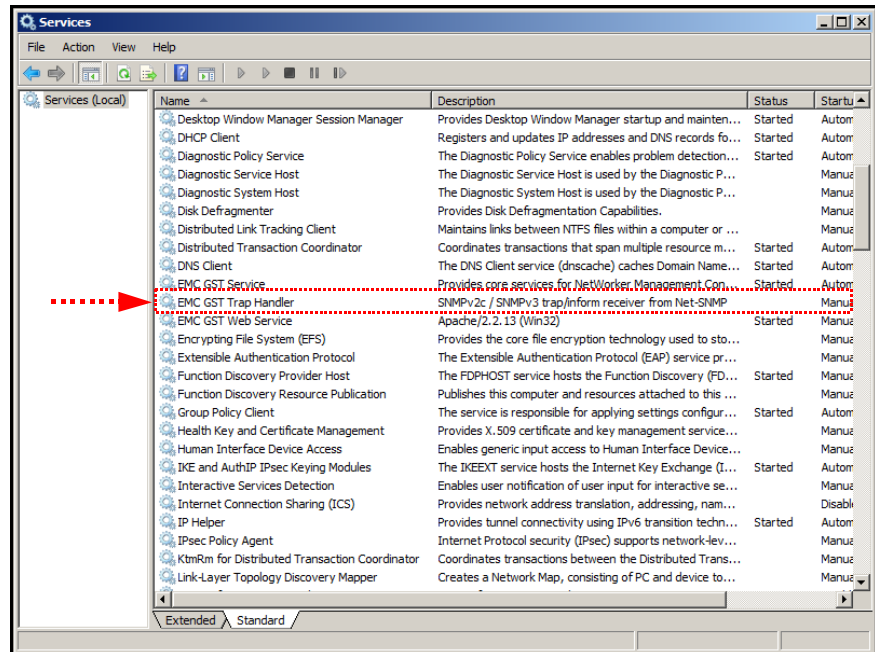 Services
File Action View Help
Services (Local)
Name Description Status Startu
Desktop Window Manager Session Manager Provides Desktop Window Manager startup and mainten... Started Autom
DHCP Client Registers and updates IP addresses and DNS records fo... Started Autom
Diagnostic Policy Service The Diagnostic Policy Service enables problem detection... Started Autom
Diagnostic Service Host The Diagnostic Service Host is used by the Diagnostic P... Manua
Diagnostic System Host The Diagnostic System Host is used by the Diagnostic P... Manua
Disk Defragmenter Provides Disk Defragmentation Capabilities. Manua
Distributed Link Tracking Client Maintains links between NTFS files within a computer or ... Manua
Distributed Transaction Coordinator Coordinates transactions that span multiple resource m... Started Autom
DNS Client The DNS Client service (dnscache) caches Domain Name... Started Autom
EMC GST Service Provides core services for NetWorker Management Con... Started Autom
EMC GST Trap Handler SNMPv2c / SNMPv3 trap/inform receiver from Net-SNMP Manu
EMC GST Web Service Apache/2.2.13 (Win32) Started Manua
Encrypting File System (EFS) Provides the core file encryption technology used to sto... Manua
Extensible Authentication Protocol The Extensible Authentication Protocol (EAP) service pr... Manua
Function Discovery Provider Host The FDPHOST service hosts the Function Discovery (FD... Started Manua
Function Discovery Resource Publication Publishes this computer and resources attached to this ... Manua
Group Policy Client The service is responsible for applying settings configur... Started Autom
Health Key and Certificate Management Provides X.509 certificate and key management service... Manua
Human Interface Device Access Enables generic input access to Human Interface Device... Manua
IKE and AuthIP IPsec Keying Modules The IKEEXT service hosts the Internet Key Exchange (I... Started Autom
Interactive Services Detection Enables user notification of user input for interactive se... Manua
Internet Connection Sharing (ICS) Provides network address translation, addressing, nam... Disabl
IP Helper Provides tunnel connectivity using IPv6 transition techn... Started Autom
IPsec Policy Agent Internet Protocol security (IPsec) supports network-lev... Manua
KtmRm for Distributed Transaction Coordinator Coordinates transactions between the Distributed Trans... Manua
Link-Layer Topology Discovery Mapper Creates a Network Map, consisting of PC and device to... Manua
Extended Standard